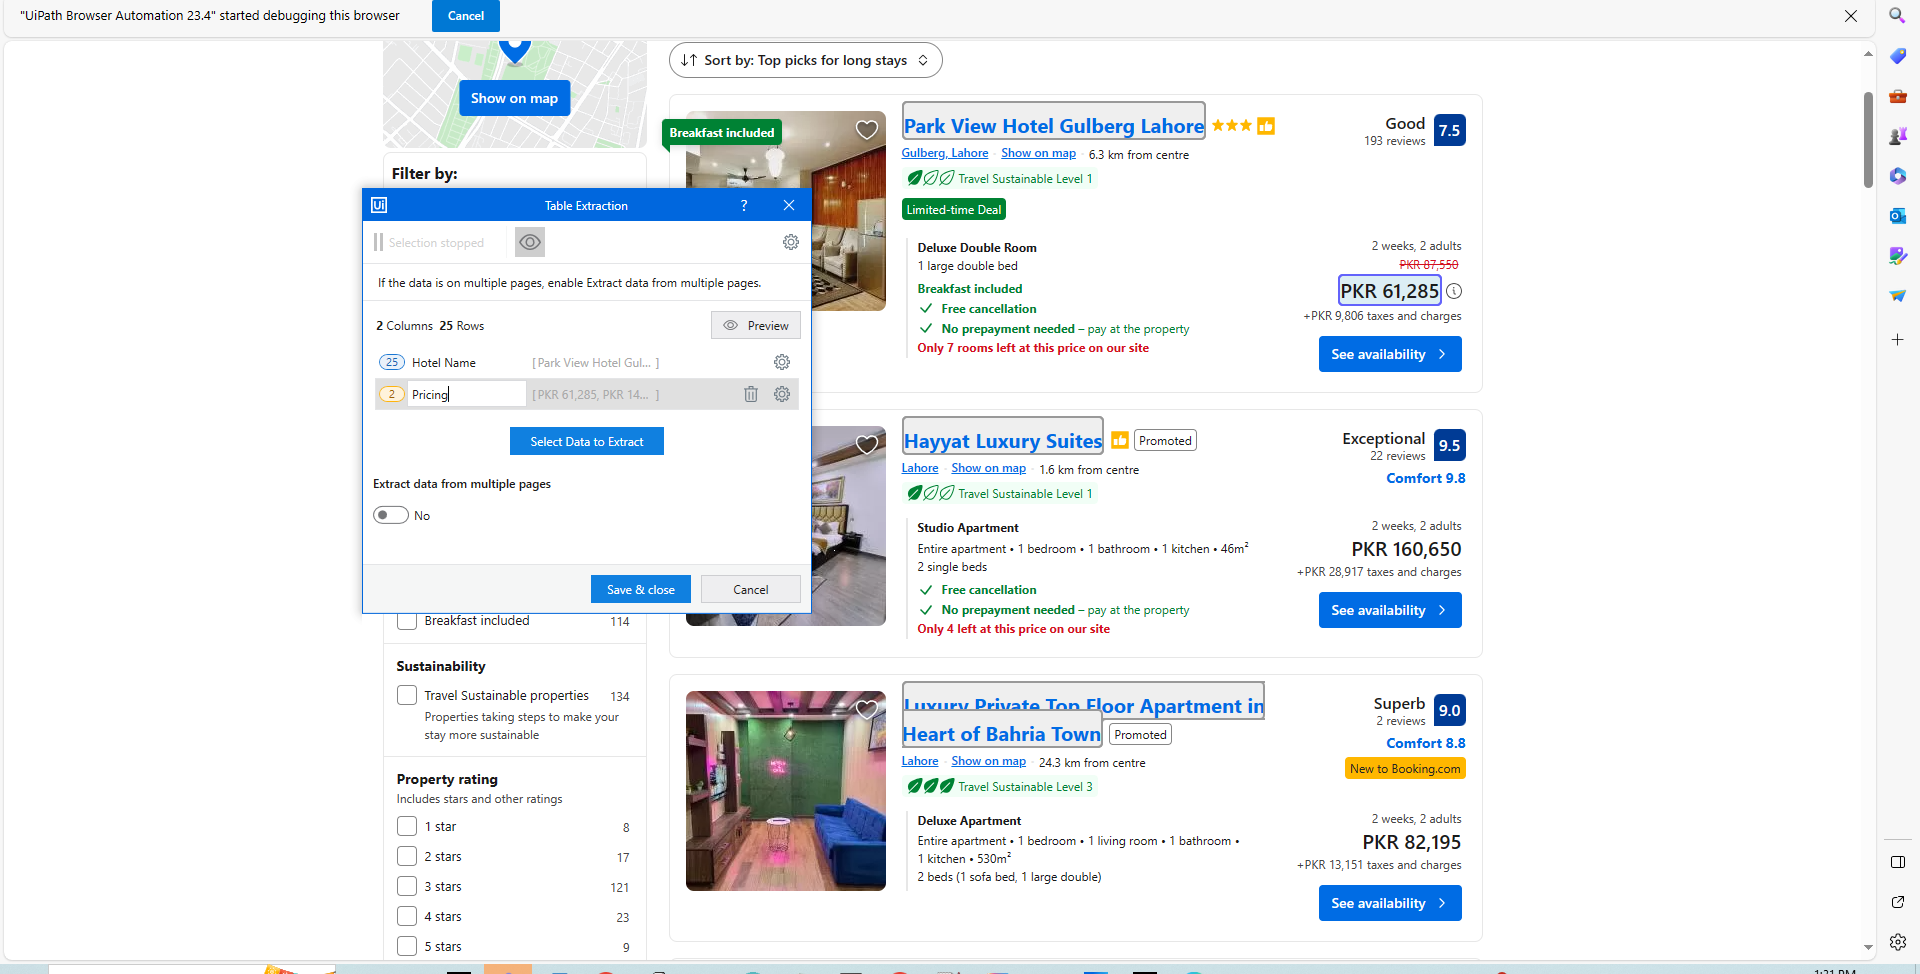 "UiPath Browser Automation 23.4" started debugging this browser
Cancel
Show on map
Filter by:
Sort by: Top picks for long stays
Breakfast included
Park View Hotel Gulberg Lahore
Gulberg, Lahore Show on map 6.3 km from centre
Travel Sustainable Level 1
Limited-time Deal
Good
193 reviews
7.5
Deluxe Double Room
1 large double bed
Breakfast included
Free cancellation
No prepayment needed – pay at the property
Only 7 rooms left at this price on our site
2 weeks, 2 adults
PKR 87,550
PKR 61,285
+PKR 9,806 taxes and charges
See availability
Ui
Table Extraction
?
Selection stopped
If the data is on multiple pages, enable Extract data from multiple pages.
2 Columns 25 Rows
Preview
25 Hotel Name [Park View Hotel Gul... ]
2 Pricing [PKR 61,285, PKR 14... ]
Select Data to Extract
Extract data from multiple pages
No
Save & close
Cancel
Hayyat Luxury Suites
Promoted
Lahore Show on map 1.6 km from centre
Travel Sustainable Level 1
Exceptional
22 reviews
9.5
Comfort 9.8
Studio Apartment
Entire apartment • 1 bedroom • 1 bathroom • 1 kitchen • 46m²
2 single beds
Free cancellation
No prepayment needed – pay at the property
Only 4 left at this price on our site
2 weeks, 2 adults
PKR 160,650
+PKR 28,917 taxes and charges
See availability
Breakfast included 114
Sustainability
Travel Sustainable properties 134
Properties taking steps to make your
stay more sustainable
Property rating
Includes stars and other ratings
1 star 8
2 stars 17
3 stars 121
4 stars 23
5 stars 9
Luxury Private Top Floor Apartment in
Heart of Bahria Town
Promoted
Lahore Show on map 24.3 km from centre
Travel Sustainable Level 3
Superb
2 reviews
9.0
Comfort 8.8
New to Booking.com
Deluxe Apartment
Entire apartment • 1 bedroom • 1 living room • 1 bathroom •
1 kitchen • 530m²
2 beds (1 sofa bed, 1 large double)
2 weeks, 2 adults
PKR 82,195
+PKR 13,151 taxes and charges
See availability
1:31 PM